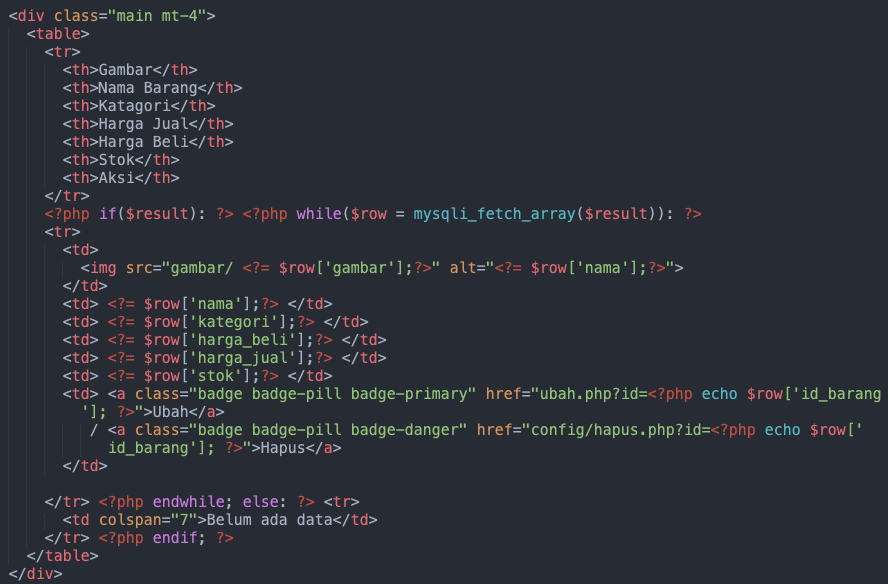 <div class="main mt-4">
<table>
<tr>
<th>Gambar</th>
<th>Nama Barang</th>
<th>Katagori</th>
<th>Harga Jual</th>
<th>Harga Beli</th>
<th>Stok</th>
<th>Aksi</th>
</tr>
<?php if($result): ?> <?php while($row = mysqli_fetch_array($result)): ?>
<tr>
<td>
<img src="gambar/ <?= $row['gambar'];?>" alt="<?= $row['nama'];?>">
</td>
<td> <?= $row['nama'];?> </td>
<td> <?= $row['kategori'];?> </td>
<td> <?= $row['harga_beli'];?> </td>
<td> <?= $row['harga_jual'];?> </td>
<td> <?= $row['stok'];?> </td>
<td> <a class="badge badge-pill badge-primary" href="ubah.php?id=<?php echo $row['id_barang
']; ?>">Ubah</a>
/ <a class="badge badge-pill badge-danger" href="config/hapus.php?id=<?php echo $row['
id_barang']; ?>">Hapus</a>
</td>
</tr> <?php endwhile; else: ?> <tr>
<td colspan="7">Belum ada data</td>
</tr> <?php endif; ?>
</table>
</div>